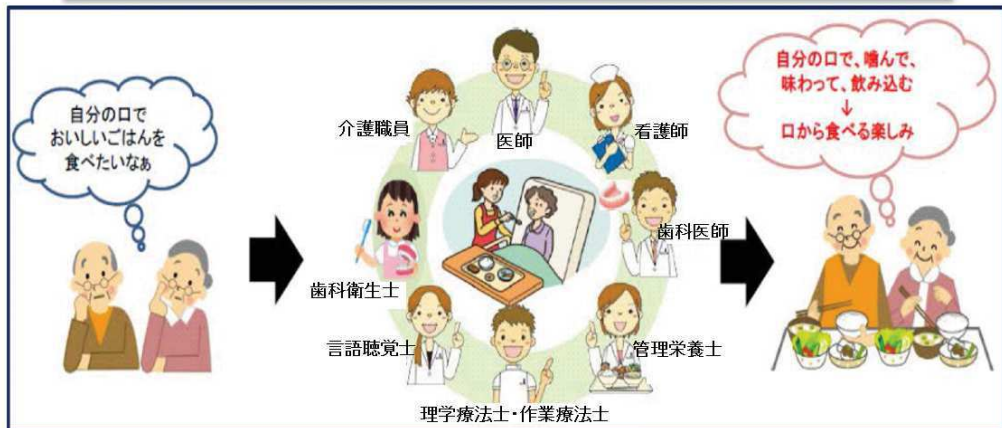 自分の口で
おいしいごはんを
食べたいなぁ
介護職員
医師
看護師
歯科衛生士
歯科医師
言語聴覚士
管理栄養士
理学療法士・作業療法士
自分の口で、噛んで、
味わって、飲み込む
↓
口から食べる楽しみ